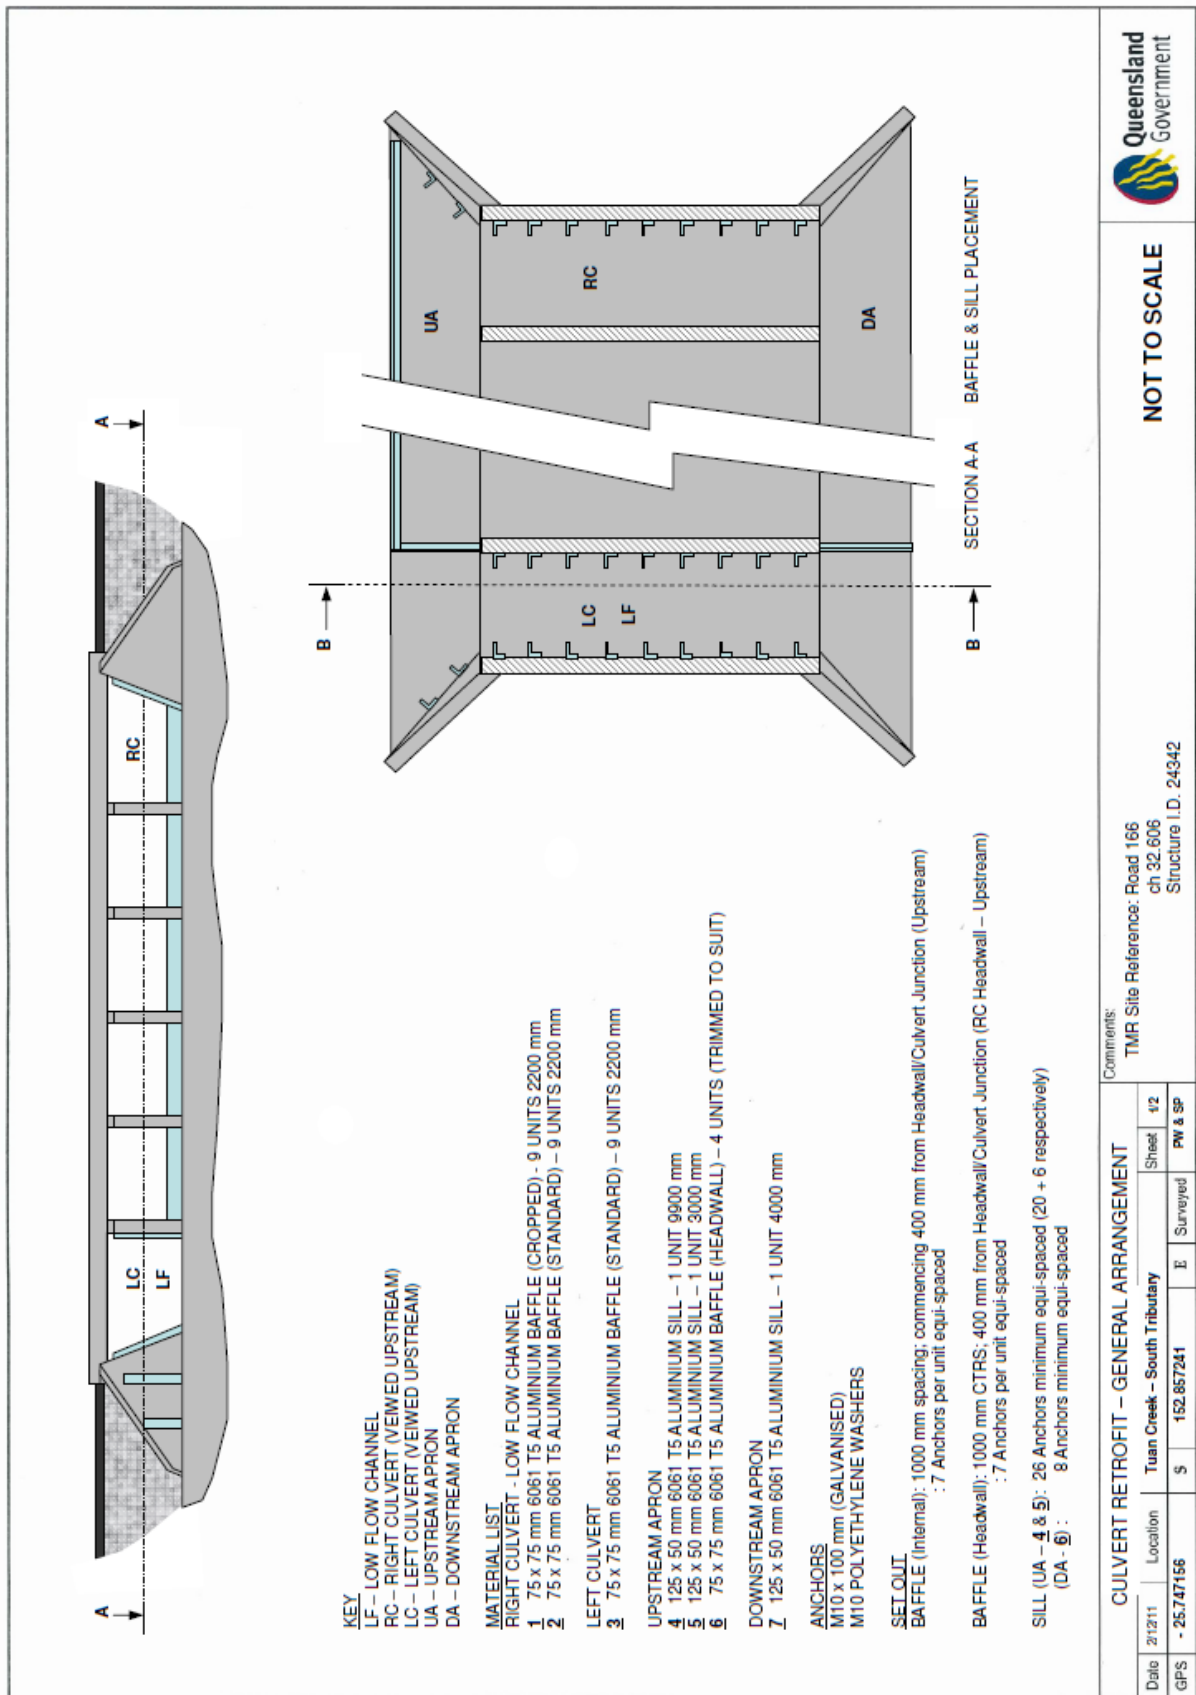 A
A
LC
LF
RC
KEY
LF – LOW FLOW CHANNEL
RC – RIGHT CULVERT (VEIWED UPSTREAM)
LC – LEFT CULVERT (VEIWED UPSTREAM)
UA – UPSTREAM APRON
DA – DOWNSTREAM APRON
MATERIAL LIST
RIGHT CULVERT - LOW FLOW CHANNEL
1 75 x 75 mm 6061 T5 ALUMINIUM BAFFLE (CROPPED) - 9 UNITS 2200 mm
2 75 x 75 mm 6061 T5 ALUMINIUM BAFFLE (STANDARD) – 9 UNITS 2200 mm
LEFT CULVERT
3 75 x 75 mm 6061 T5 ALUMINIUM BAFFLE (STANDARD) – 9 UNITS 2200 mm
UPSTREAM APRON
4 125 x 50 mm 6061 T5 ALUMINIUM SILL – 1 UNIT 9900 mm
5 125 x 50 mm 6061 T5 ALUMINIUM SILL – 1 UNIT 3000 mm
6 75 x 75 mm 6061 T5 ALUMINIUM BAFFLE (HEADWALL) – 4 UNITS (TRIMMED TO SUIT)
DOWNSTREAM APRON
7 125 x 50 mm 6061 T5 ALUMINIUM SILL – 1 UNIT 4000 mm
ANCHORS
M10 x 100 mm (GALVANISED)
M10 POLYETHYLENE WASHERS
SET OUT
BAFFLE (Internal): 1000 mm spacing; commencing 400 mm from Headwall/Culvert Junction (Upstream)
: 7 Anchors per unit equi-spaced
BAFFLE (Headwall): 1000 mm CTRS; 400 mm from Headwall/Culvert Junction (RC Headwall – Upstream)
: 7 Anchors per unit equi-spaced
SILL (UA – 4 & 5): 26 Anchors minimum equi-spaced (20 + 6 respectively)
(DA - 6) : 8 Anchors minimum equi-spaced
B
B
UA
LC
LF
RC
DA
SECTION A-A BAFFLE & SILL PLACEMENT
CULVERT RETROFIT – GENERAL ARRANGEMENT
Date 2/12/11 Location Tuan Creek – South Tributary Sheet 1/2
GPS - 25.747156 S 152.857241 E Surveyed PW & SP
Comments:
TMR Site Reference: Road 166
ch 32.606
Structure I.D. 24342
NOT TO SCALE
Queensland
Government